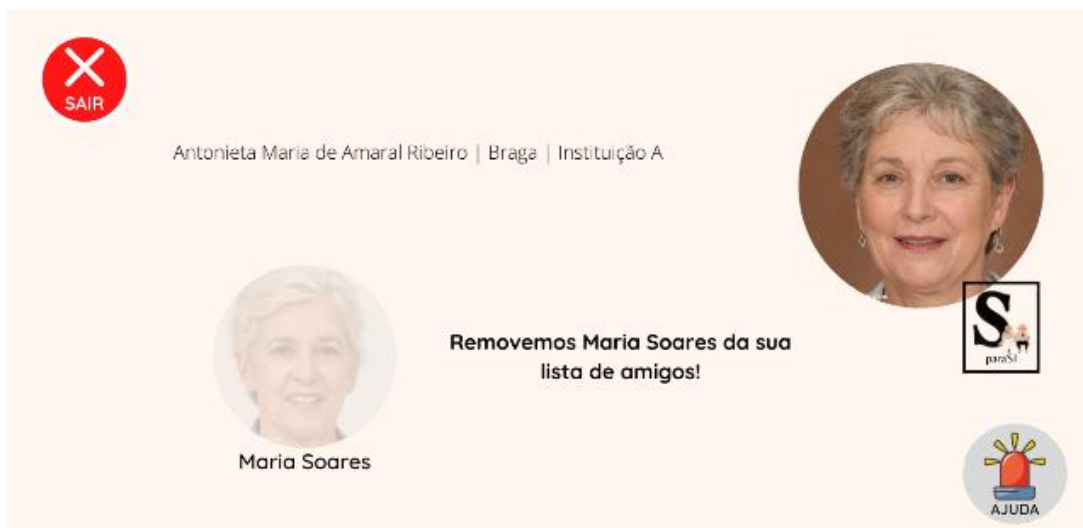 SAIR
Antonieta Maria de Amaral Ribeiro | Braga | Instituição A
Removemos Maria Soares da sua
lista de amigos!
S
paraSi
Maria Soares
AJUDA